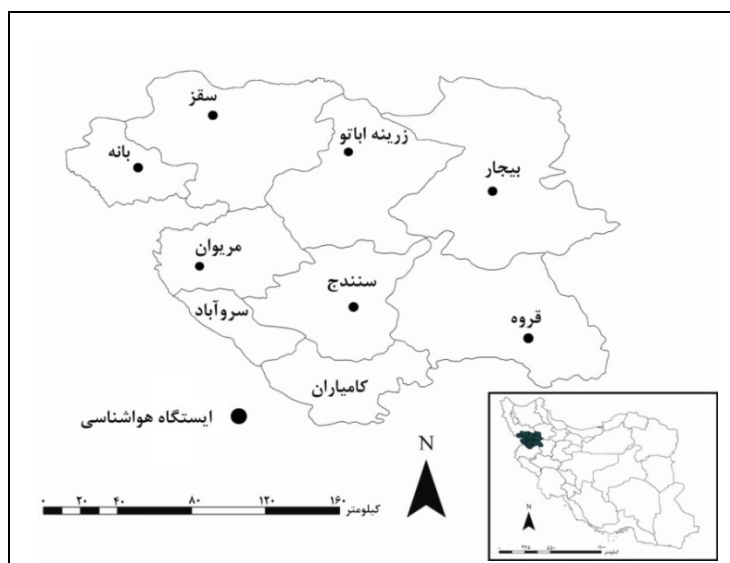 سقز
زرینه اباتو
بانه
بیجار
مریوان
سنندج
سروآباد
قروه
کامیاران
ایستگاه هواشناسی
N
۰ ۲۰ ۴۰ ۸۰ ۱۲۰ ۱۶۰
کیلومتر
N
کیلومتر